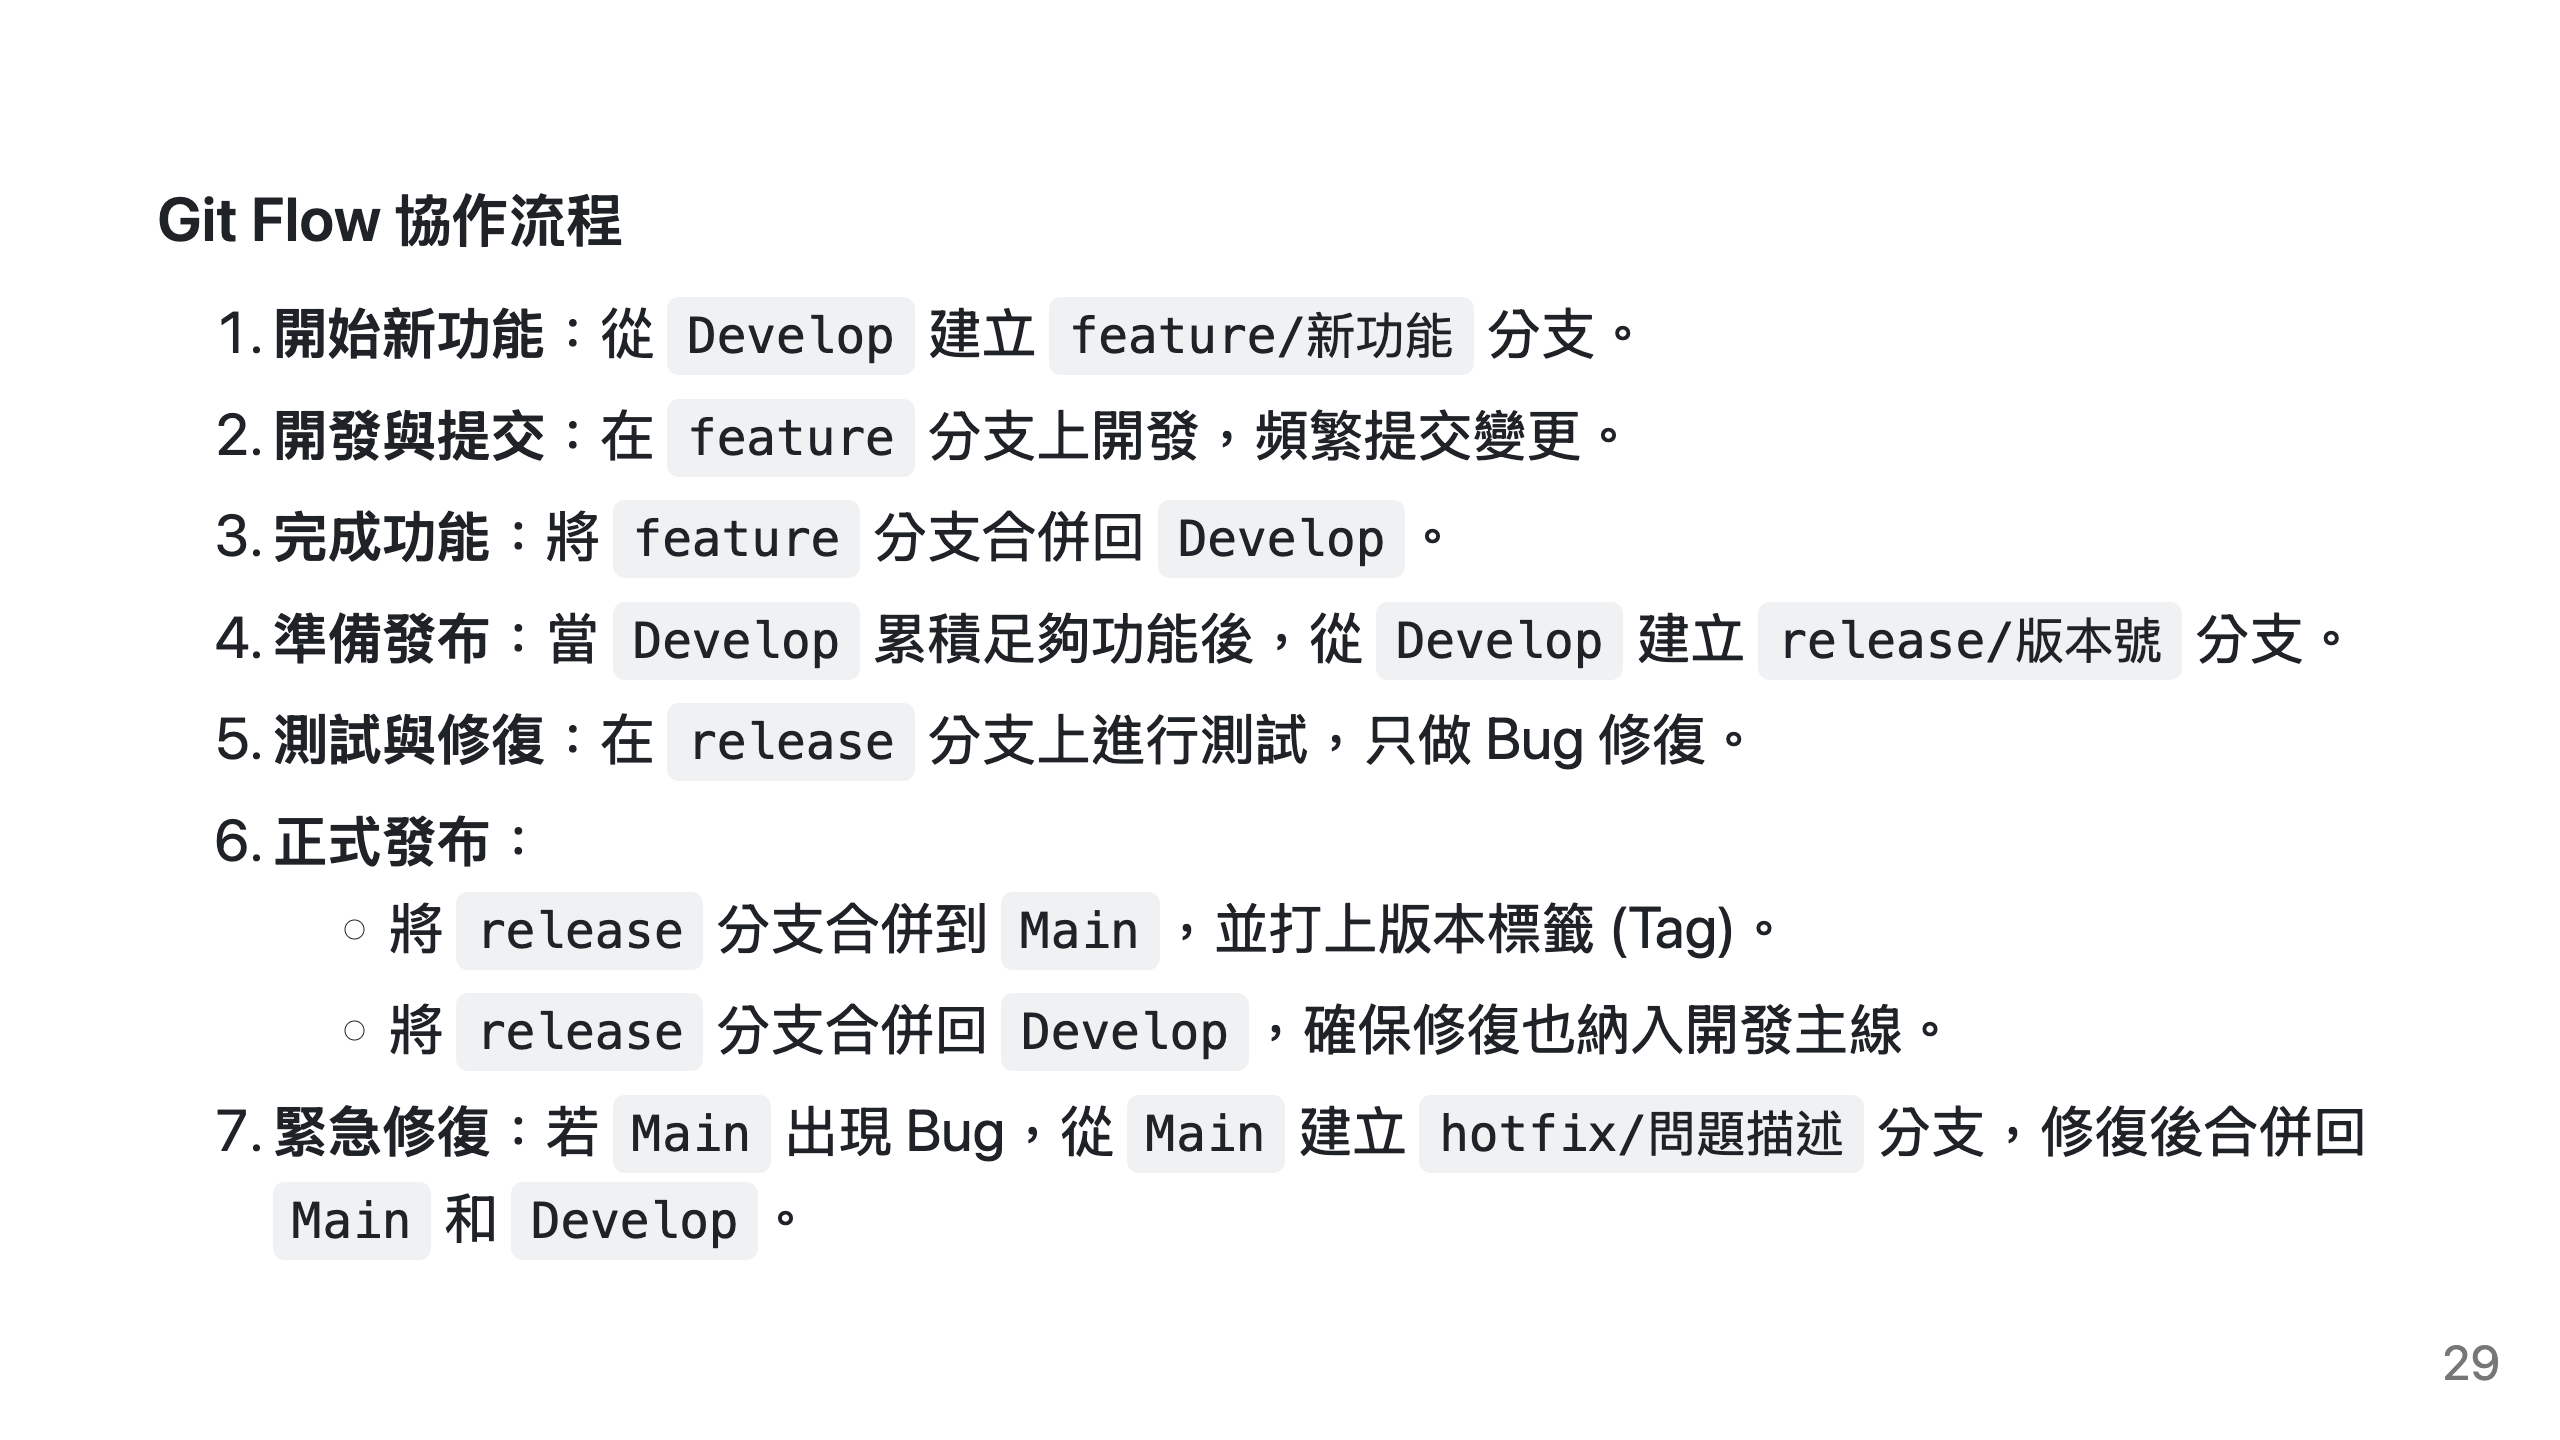 Git Flow 協作流程
1. 開始新功能：從 Develop 建立 feature/新功能 分支。
2. 開發與提交：在 feature 分支上開發，頻繁提交變更。
3. 完成功能：將 feature 分支合併回 Develop 。
4. 準備發布：當 Develop 累積足夠功能後，從 Develop 建立 release/版本號 分支。
5. 測試與修復：在 release 分支上進行測試，只做 Bug 修復。
6. 正式發布：
○ 將 release 分支合併到 Main ，並打上版本標籤 (Tag)。
○ 將 release 分支合併回 Develop ，確保修復也納入開發主線。
7. 緊急修復：若 Main 出現 Bug，從 Main 建立 hotfix/問題描述 分支，修復後合併回
Main 和 Develop 。
29